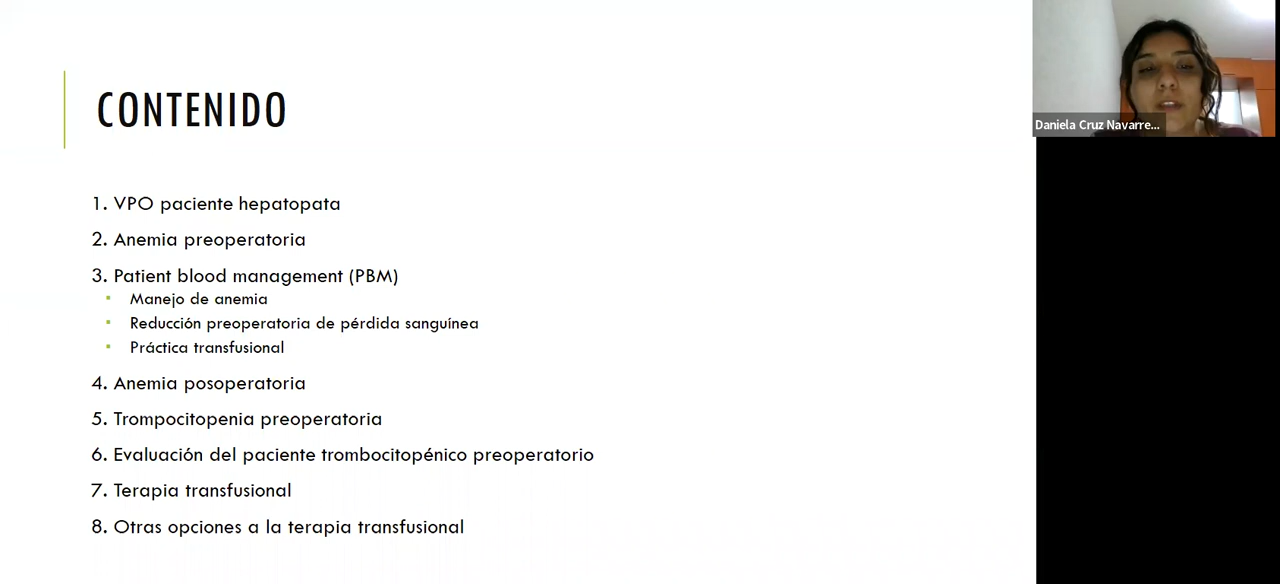 CONTENIDO
1. VPO paciente hepatopata
2. Anemia preoperatoria
3. Patient blood management (PBM)
Manejo de anemia
Reducción preoperatoria de pérdida sanguínea
Práctica transfusional
4. Anemia posoperatoria
5. Trompocitopenia preoperatoria
6. Evaluación del paciente trombocitopénico preoperatorio
7. Terapia transfusional
8. Otras opciones a la terapia transfusional
Daniela Cruz Navarre...